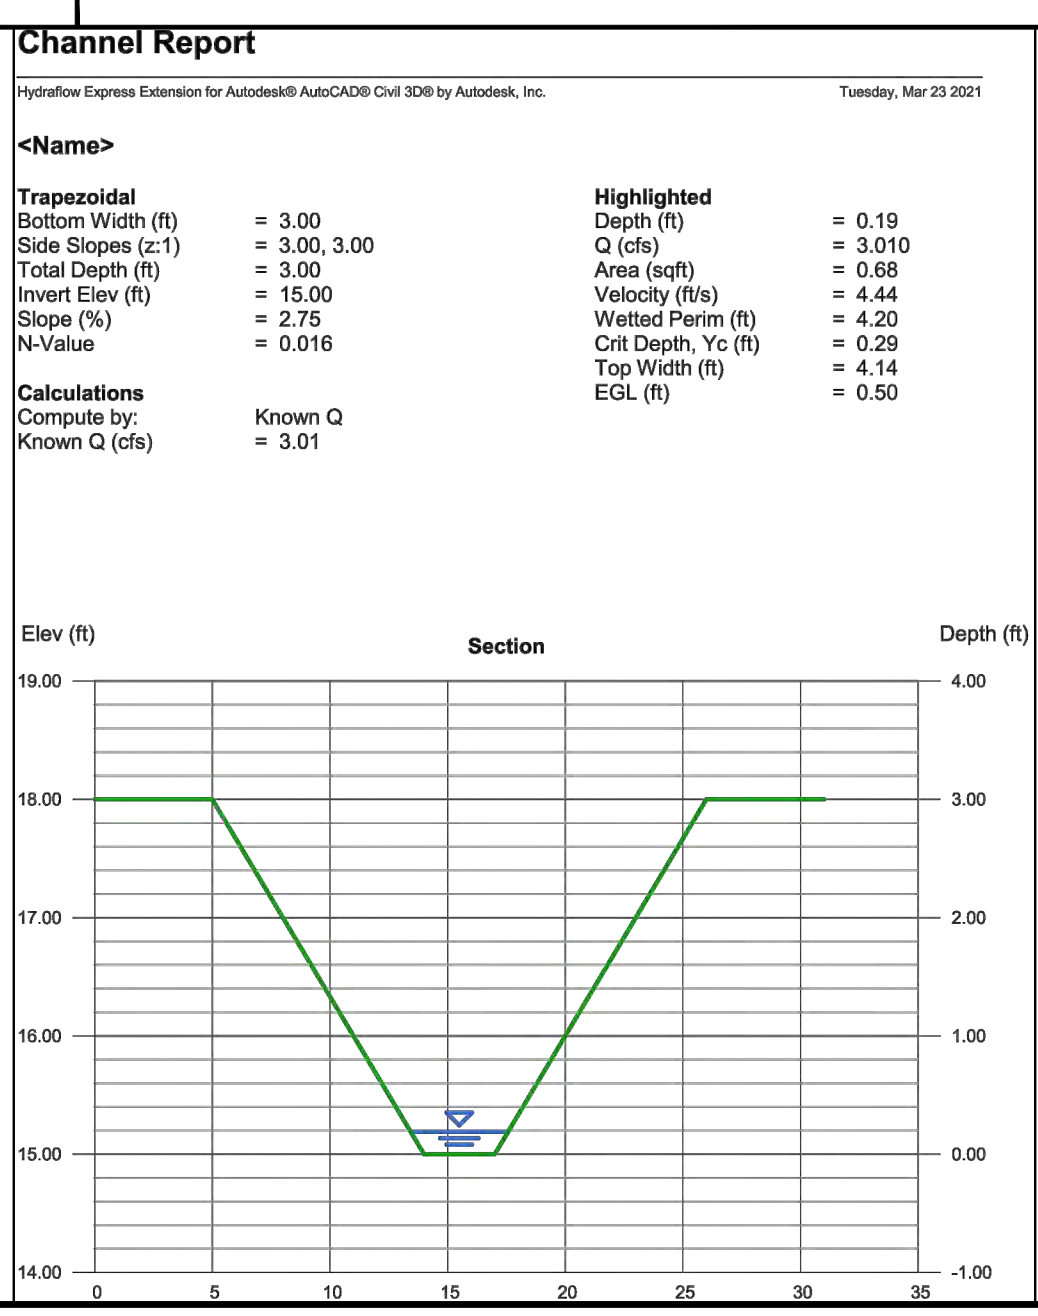 Channel Report
Hydraflow Express Extension for Autodesk® AutoCAD® Civil 3D® by Autodesk, Inc.
Tuesday, Mar 23 2021
<Name>
Trapezoidal
Bottom Width (ft) = 3.00
Side Slopes (z:1) = 3.00, 3.00
Total Depth (ft) = 3.00
Invert Elev (ft) = 15.00
Slope (%) = 2.75
N-Value = 0.016
Calculations
Compute by: Known Q
Known Q (cfs) = 3.01
Highlighted
Depth (ft) = 0.19
Q (cfs) = 3.010
Area (sqft) = 0.68
Velocity (ft/s) = 4.44
Wetted Perim (ft) = 4.20
Crit Depth, Yc (ft) = 0.29
Top Width (ft) = 4.14
EGL (ft) = 0.50
Elev (ft)
Section
Depth (ft)
19.00 4.00
18.00 3.00
17.00 2.00
16.00 1.00
15.00 0.00
14.00 -1.00
0 5 10 15 20 25 30 35